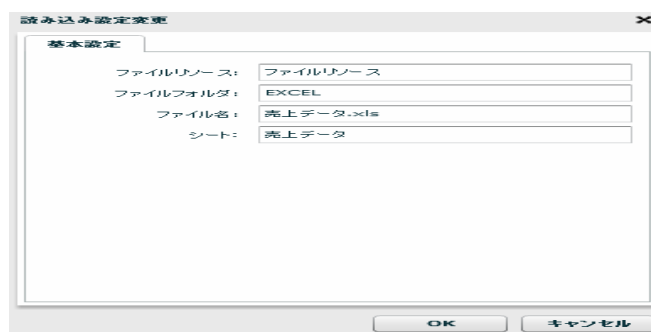 読み込み設定変更
基本設定
ファイルリソース: ファイルリソース
ファイルフォルダ: EXCEL
ファイル名: 売上データ.xls
シート: 売上データ
OK キャンセル